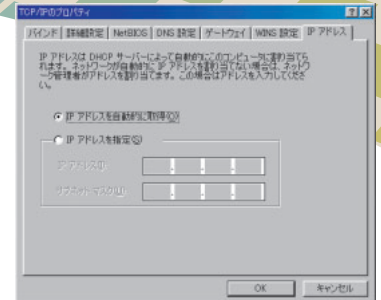 TCP/IPのプロパティ
バインド 詳細設定 NetBIOS DNS 設定 ゲートウェイ WINS 設定 IP アドレス
IP アドレスは DHCP サーバーによって自動的にこのコンピュータに割り当てら
れます。ネットワークが自動的に IP アドレスを割り当てない場合は、ネットワ
ーク管理者がアドレスを割り当てます。この場合はアドレスを入力してくださ
い。
IP アドレスを自動的に取得(O)
IP アドレスを指定(S)
IP アドレス(I):
サブネット マスク(U):
OK キャンセル